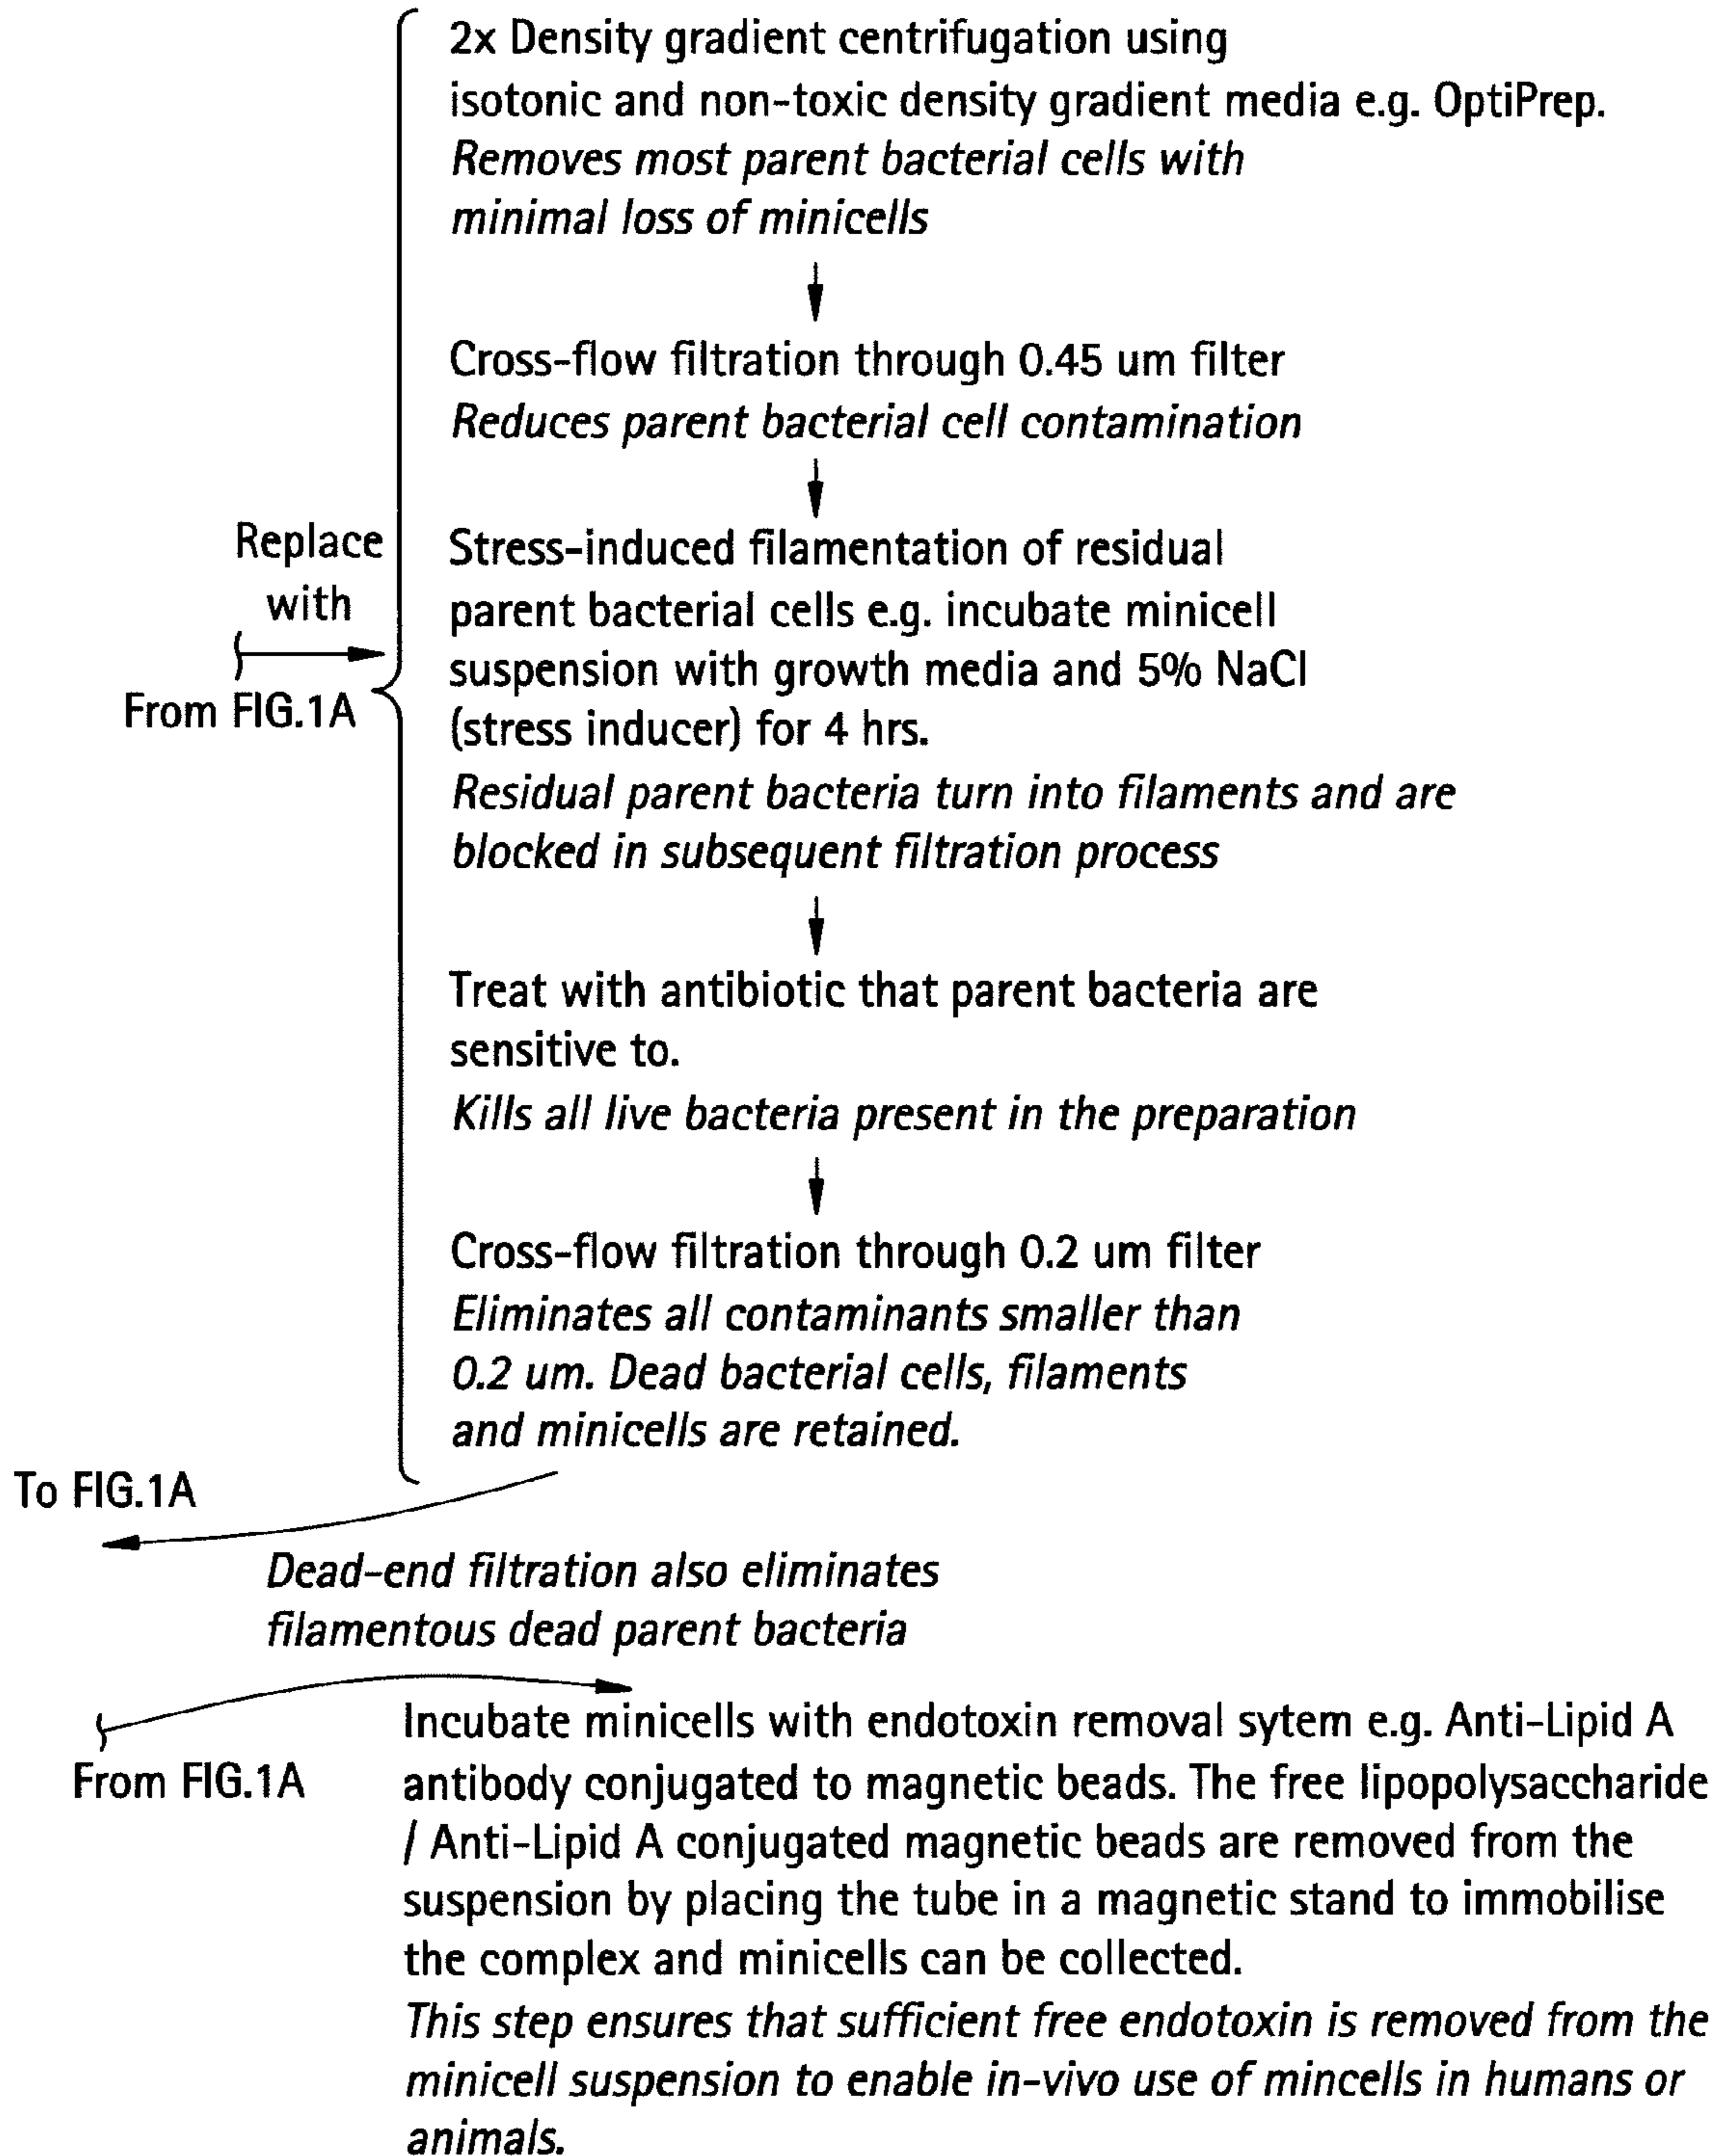 2x Density gradient centrifugation using
isotonic and non-toxic density gradient media e.g. OptiPrep.
Removes most parent bacterial cells with
minimal loss of minicells
Cross-flow filtration through 0.45 um filter
Reduces parent bacterial cell contamination
Replace
with
From FIG.1A
Stress-induced filamentation of residual
parent bacterial cells e.g. incubate minicell
suspension with growth media and 5% NaCl
(stress inducer) for 4 hrs.
Residual parent bacteria turn into filaments and are
blocked in subsequent filtration process
Treat with antibiotic that parent bacteria are
sensitive to.
Kills all live bacteria present in the preparation
Cross-flow filtration through 0.2 um filter
Eliminates all contaminants smaller than
0.2 um. Dead bacterial cells, filaments
and minicells are retained.
To FIG.1A
Dead-end filtration also eliminates
filamentous dead parent bacteria
From FIG.1A
Incubate minicells with endotoxin removal sytem e.g. Anti-Lipid A
antibody conjugated to magnetic beads. The free lipopolysaccharide
/ Anti-Lipid A conjugated magnetic beads are removed from the
suspension by placing the tube in a magnetic stand to immobilise
the complex and minicells can be collected.
This step ensures that sufficient free endotoxin is removed from the
minicell suspension to enable in-vivo use of mincells in humans or
animals.